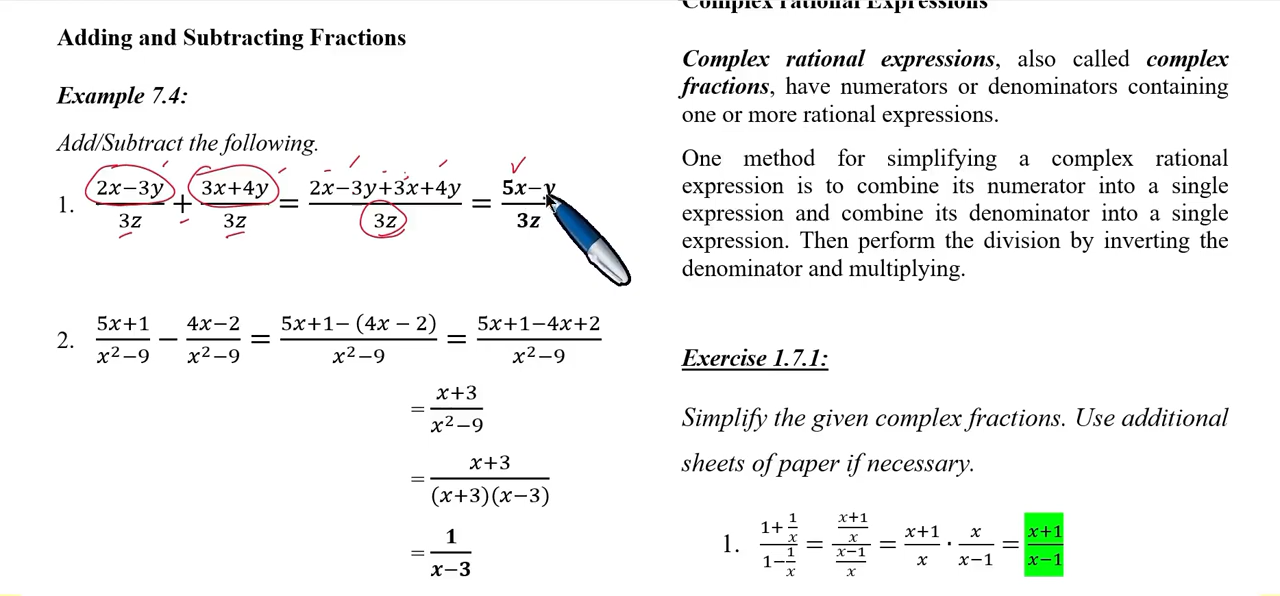 Adding and Subtracting Fractions
Example 7.4:
Add/Subtract the following.
1. (2x−3y)/(3z) + (3x+4y)/(3z) = (2x−3y+3x+4y)/(3z) = (5x−y)/(3z)
2. (5x+1)/(x²−9) − (4x−2)/(x²−9) = (5x+1−(4x−2))/(x²−9) = (5x+1−4x+2)/(x²−9)
= (x+3)/(x²−9)
= (x+3)/((x+3)(x−3))
= 1/(x−3)
Complex rational Expressions
Complex rational expressions, also called complex
fractions, have numerators or denominators containing
one or more rational expressions.
One method for simplifying a complex rational
expression is to combine its numerator into a single
expression and combine its denominator into a single
expression. Then perform the division by inverting the
denominator and multiplying.
Exercise 1.7.1:
Simplify the given complex fractions. Use additional
sheets of paper if necessary.
1. (1+1/x)/(1−1/x) = ((x+1)/x)/((x−1)/x) = (x+1)/x · x/(x−1) = (x+1)/(x−1)